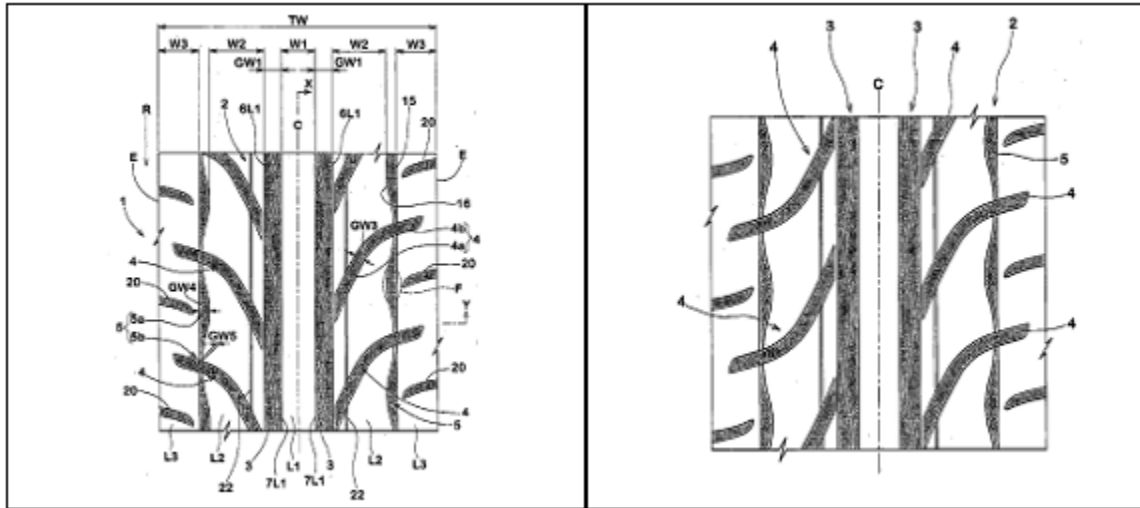 TW
W3 W2 W1 W2 W3
GW1 GW1
X
R 6L1 2 C 6L1 15 20
E E
16
1 GW3 4b 4
4a
4 20
20 GW4 F
5a Y
5 GW5
5b
4 20
20 4
5
L3 L2 3 L1 3 L2 L3
22 7L1 7L1 22
3 3 2
4 4
C
4
5
4
4
4